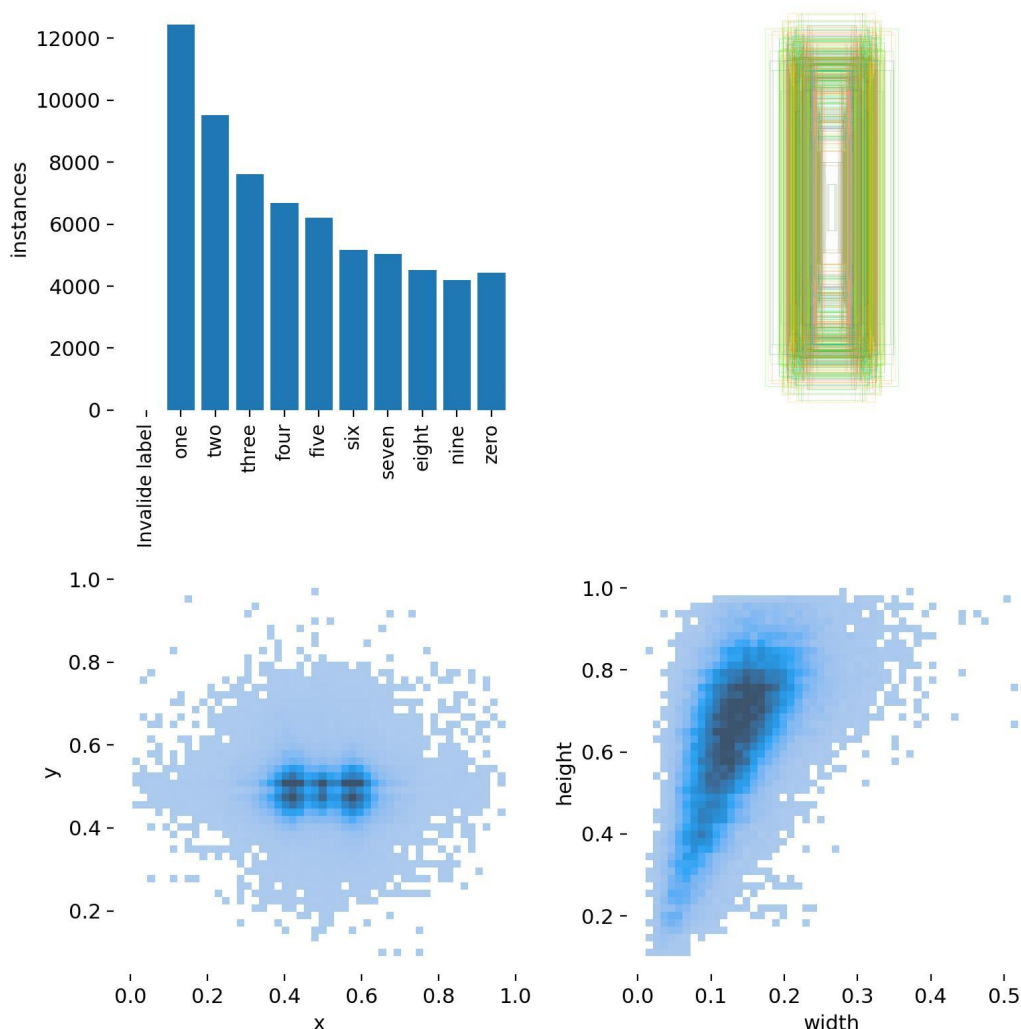 12000
10000
8000
6000
4000
2000
0
instances
Invalide label
one
two
three
four
five
six
seven
eight
nine
zero
1.0
0.8
0.6
0.4
0.2
y
0.0 0.2 0.4 0.6 0.8 1.0
x
1.0
0.8
0.6
0.4
0.2
height
0.0 0.1 0.2 0.3 0.4 0.5
width